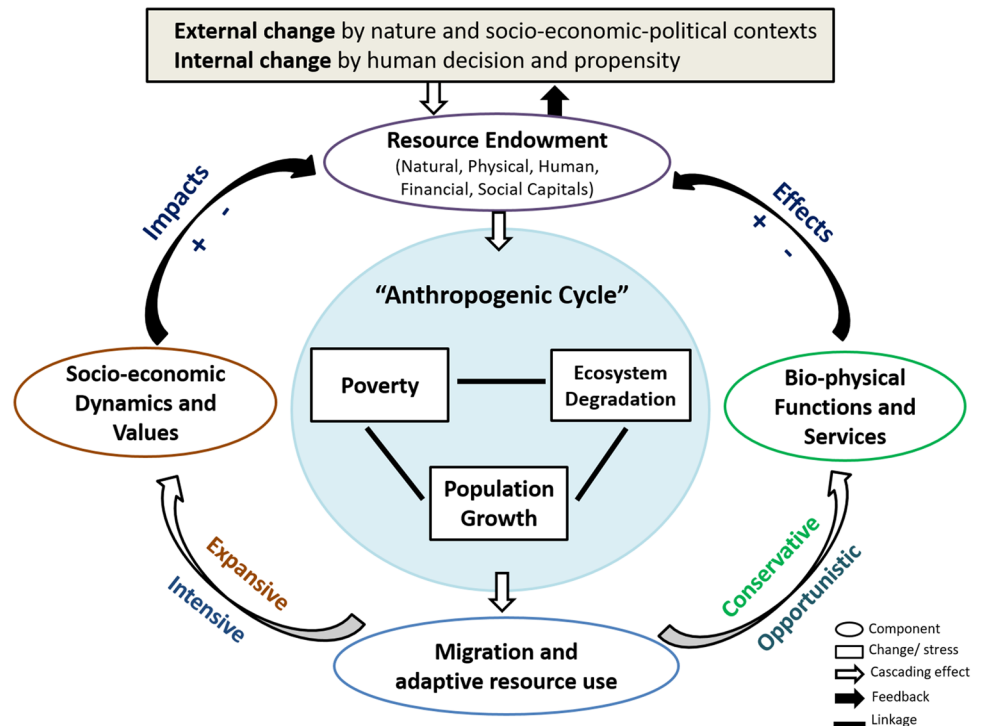 External change by nature and socio-economic-political contexts
Internal change by human decision and propensity
Resource Endowment
(Natural, Physical, Human,
Financial, Social Capitals)
Impacts
+ -
Effects
+ -
“Anthropogenic Cycle”
Poverty
Ecosystem
Degradation
Population
Growth
Socio-economic
Dynamics and
Values
Bio-physical
Functions and
Services
Expansive
Intensive
Conservative
Opportunistic
Migration and
adaptive resource use
Component
Change/ stress
Cascading effect
Feedback
Linkage